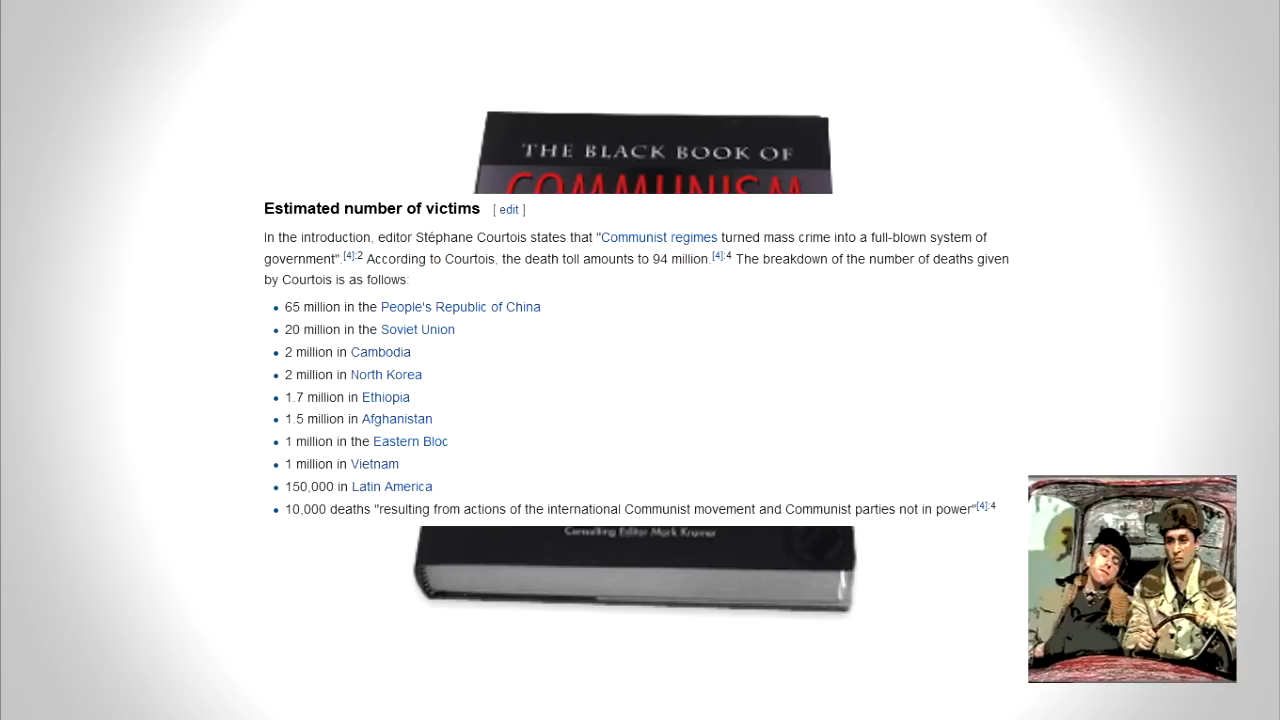 THE BLACK BOOK OF
COMMUNISM
Estimated number of victims [ edit ]
In the introduction, editor Stéphane Courtois states that "Communist regimes turned mass crime into a full-blown system of
government".[4]:2 According to Courtois, the death toll amounts to 94 million.[4]:4 The breakdown of the number of deaths given
by Courtois is as follows:
• 65 million in the People's Republic of China
• 20 million in the Soviet Union
• 2 million in Cambodia
• 2 million in North Korea
• 1.7 million in Ethiopia
• 1.5 million in Afghanistan
• 1 million in the Eastern Bloc
• 1 million in Vietnam
• 150,000 in Latin America
• 10,000 deaths "resulting from actions of the international Communist movement and Communist parties not in power"[4]:4
Consulting Editor Mark Kramer